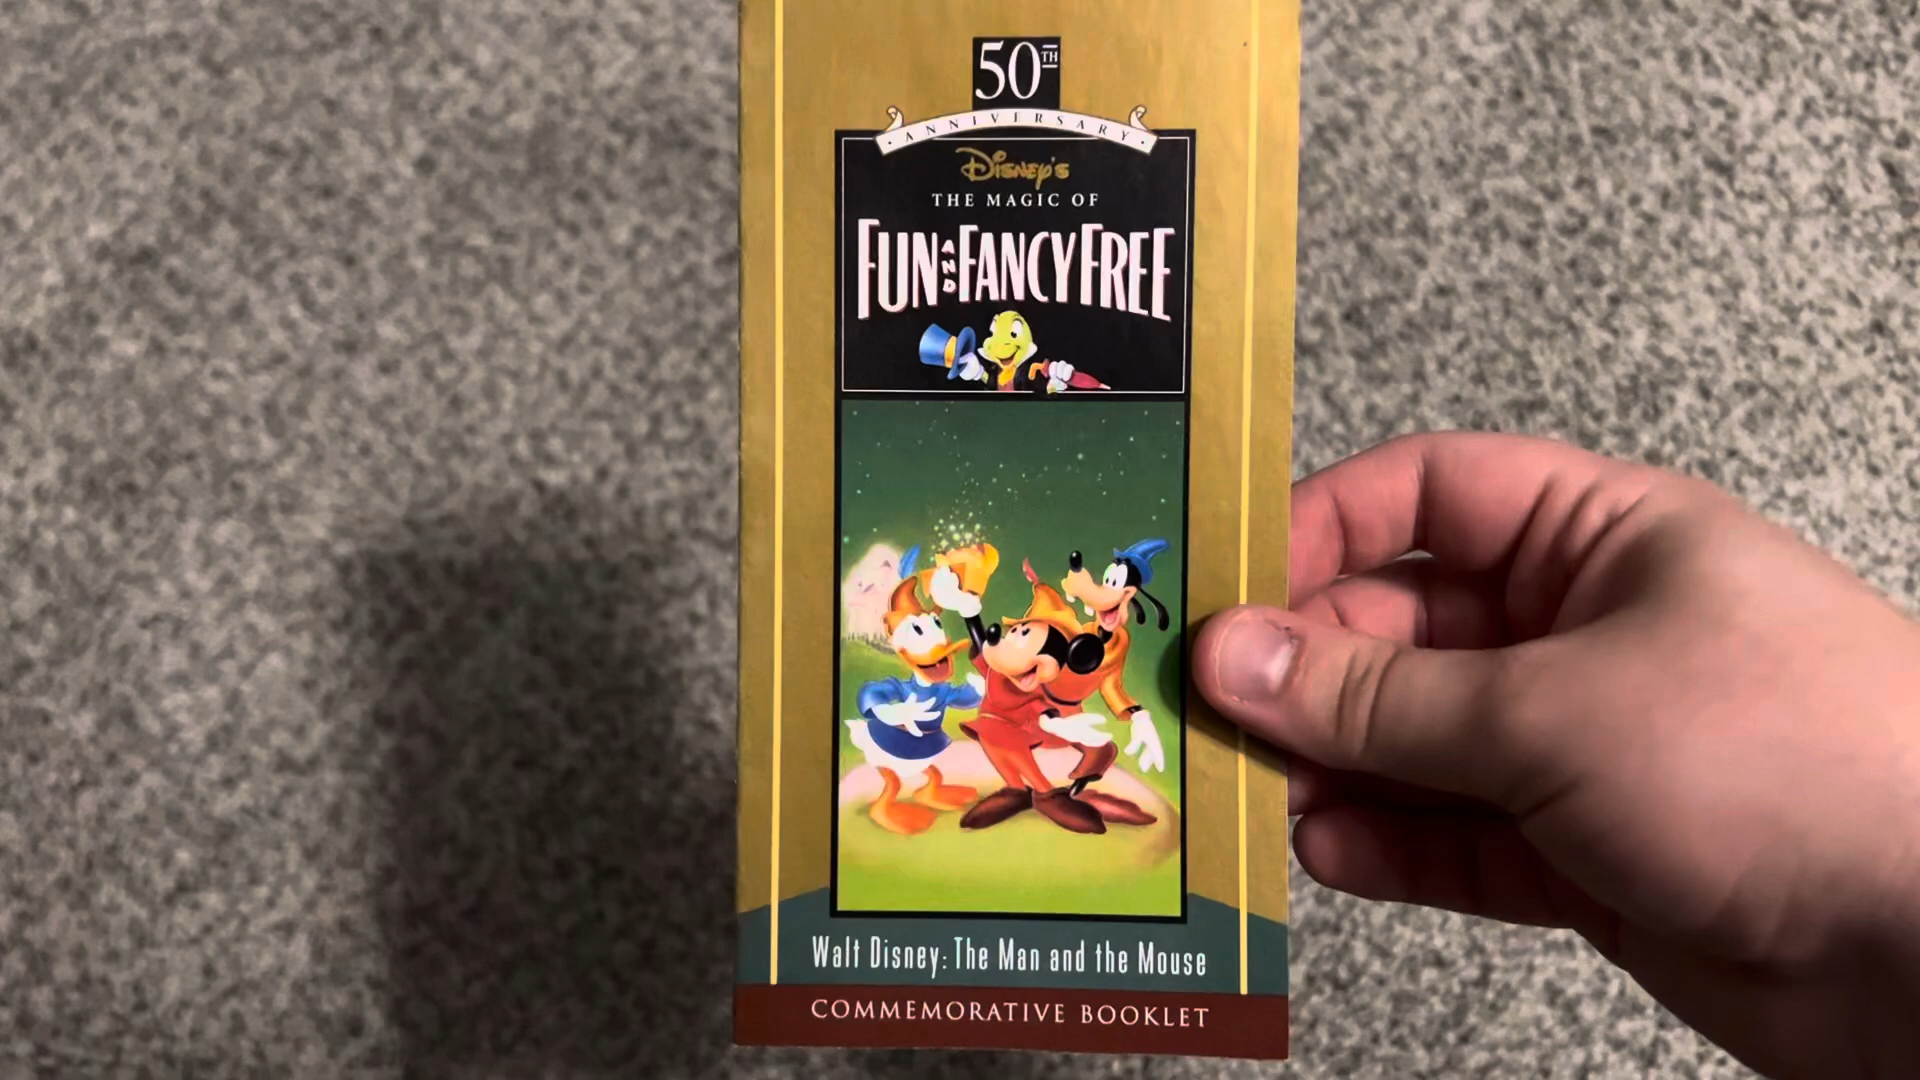 50TH
ANNIVERSARY
Disney's
THE MAGIC OF
FUN AND FANCY FREE
Walt Disney: The Man and the Mouse
COMMEMORATIVE BOOKLET